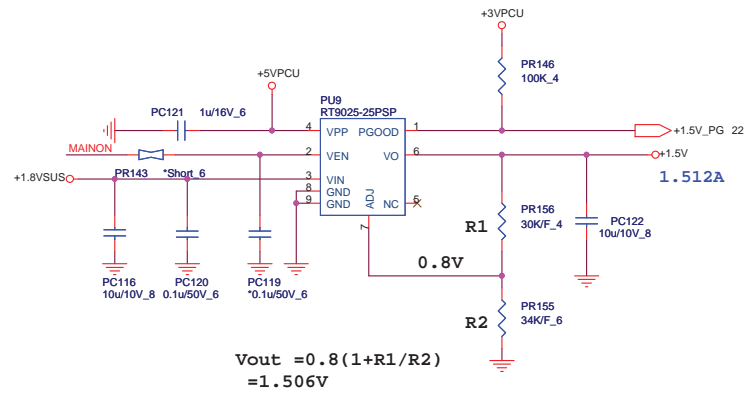 +3VPCU
PR146
100K_4
+5VPCU
PC121 1u/16V_6
PU9
RT9025-25PSP
4 VPP PGOOD 1
+1.5V_PG 22
MAINON
2 VEN VO 6
+1.5V
1.512A
+1.8VSUS
PR143 *Short_6
3 VIN
8 GND
9 GND ADJ NC 5
7
R1
PR156
30K/F_4
PC122
10u/10V_8
0.8V
PC116
10u/10V_8
PC120
0.1u/50V_6
PC119
*0.1u/50V_6
R2
PR155
34K/F_6
Vout =0.8(1+R1/R2)
=1.506V